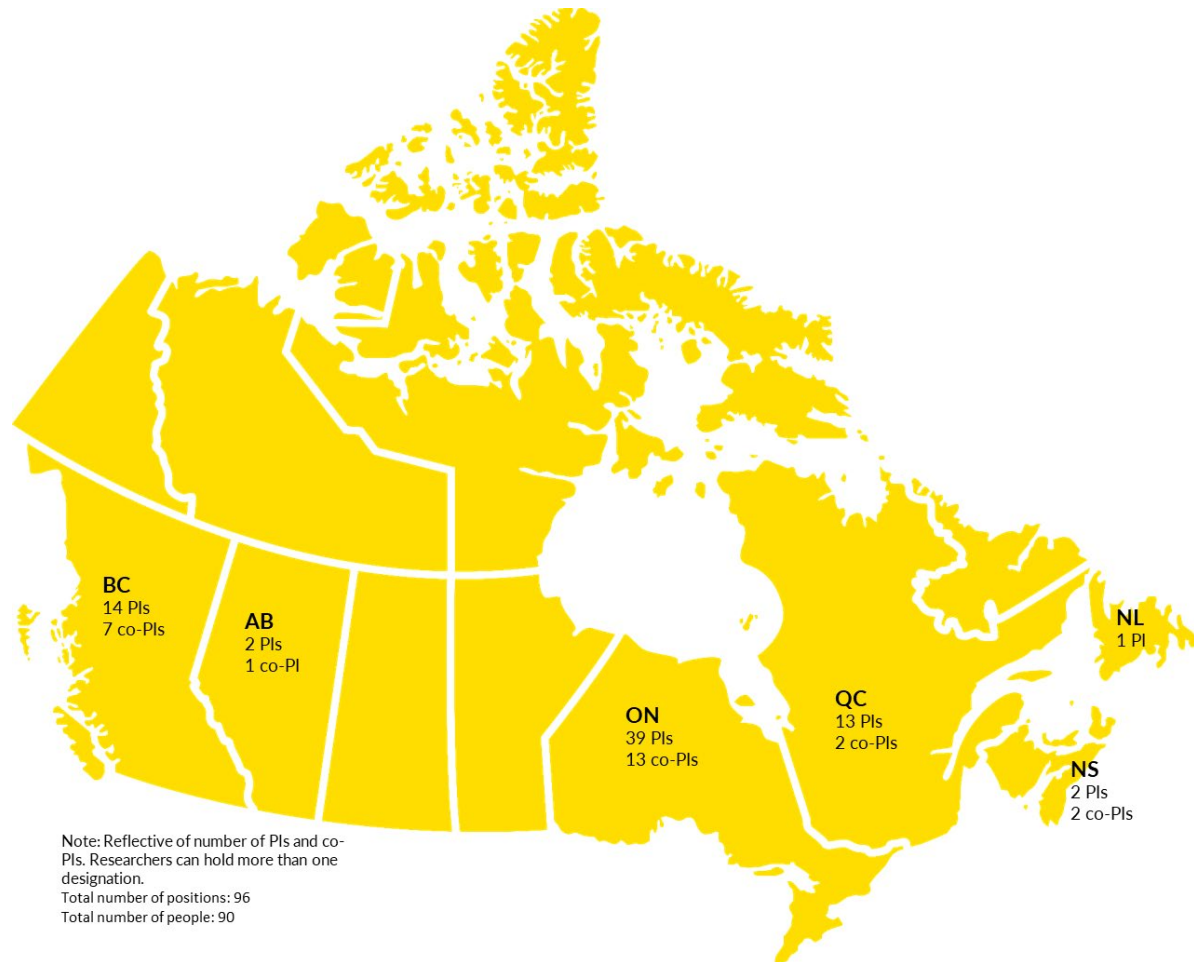 BC
14 PIs
7 co-PIs
AB
2 PIs
1 co-PI
ON
39 PIs
13 co-PIs
QC
13 PIs
2 co-PIs
NL
1 PI
NS
2 PIs
2 co-PIs
Note: Reflective of number of PIs and co-
PIs. Researchers can hold more than one
designation.
Total number of positions: 96
Total number of people: 90